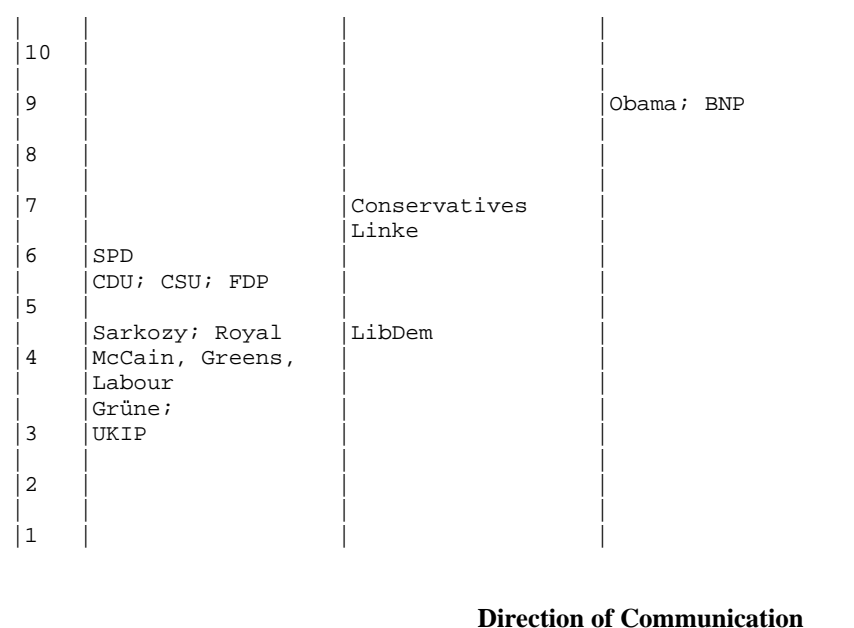 10
9 Obama; BNP
8
7 Conservatives
Linke
6 SPD
CDU; CSU; FDP
5
Sarkozy; Royal LibDem
4 McCain, Greens,
Labour
Grüne;
3 UKIP
2
1
Direction of Communication